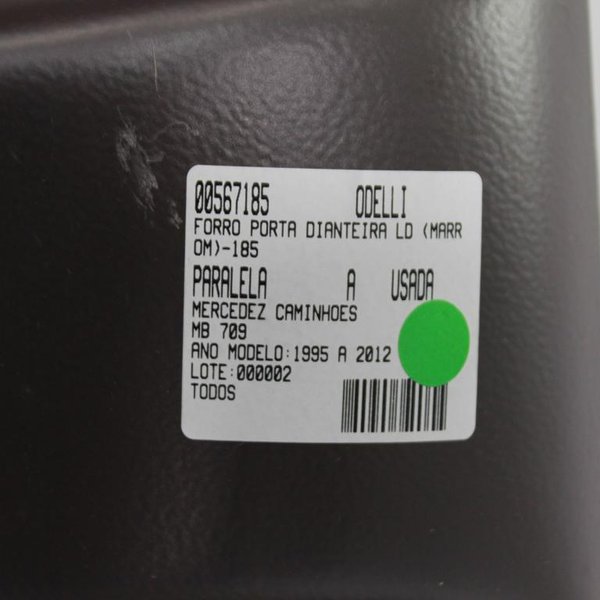 00567185 ODELLI
FORRO PORTA DIANTEIRA LD (MARR
OM)-185
PARALELA A USADA
MERCEDEZ CAMINHOES
MB 709
ANO MODELO:1995 A 2012
LOTE:000002
TODOS